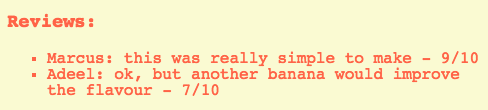 Reviews:
▪ Marcus: this was really simple to make – 9/10
▪ Adeel: ok, but another banana would improve
the flavour – 7/10